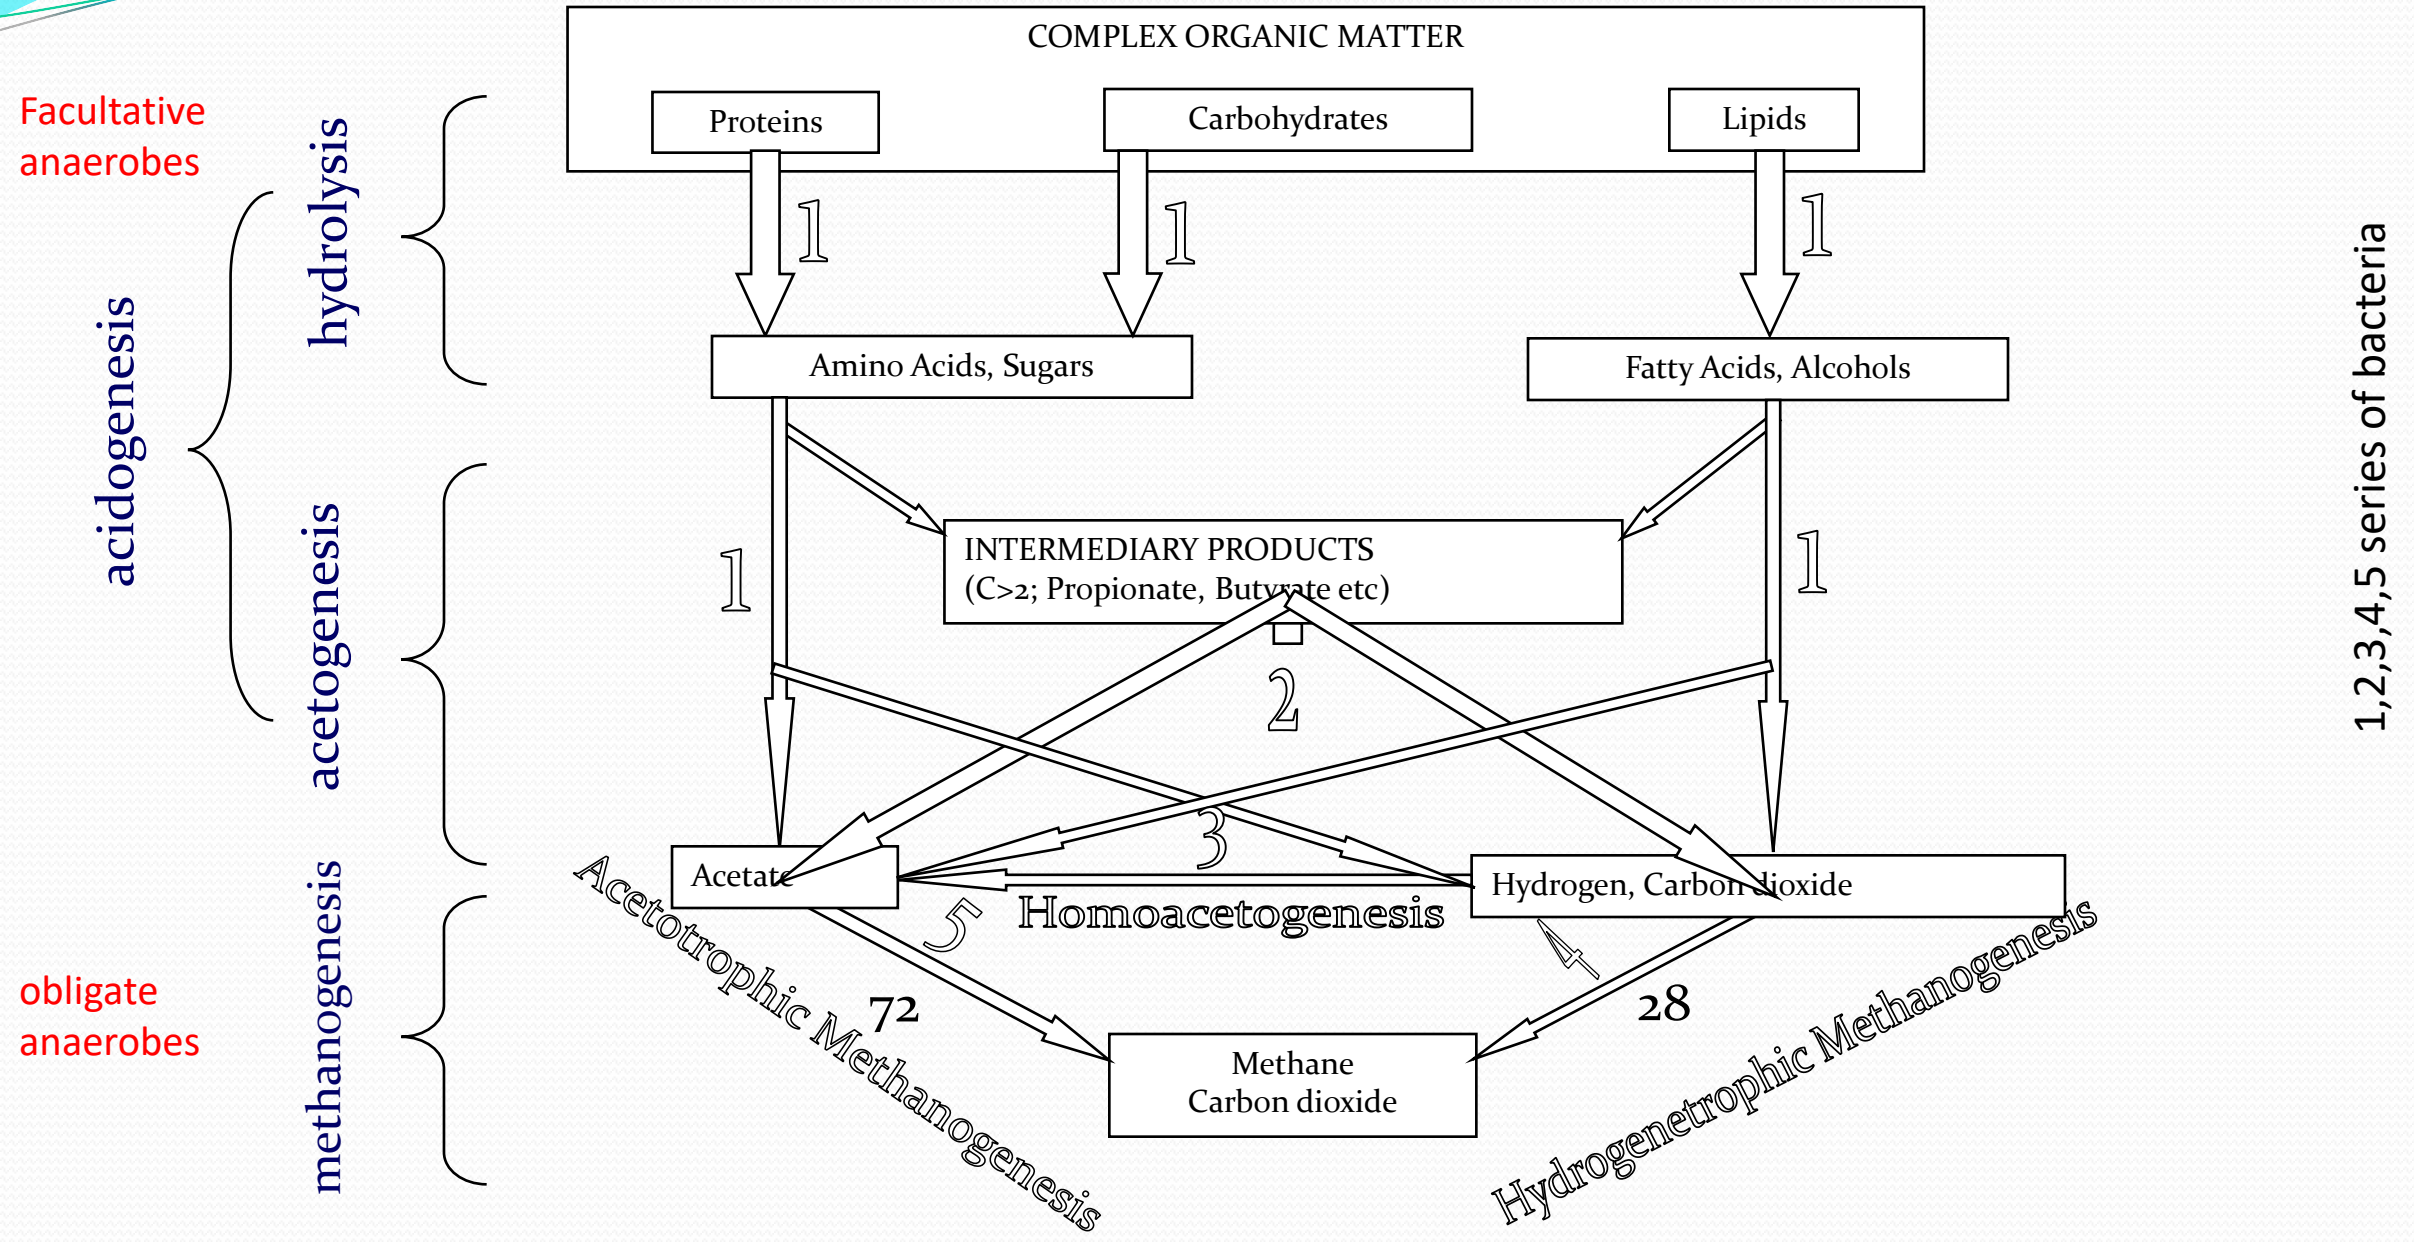 COMPLEX ORGANIC MATTER
Facultative
anaerobes
Proteins
Carbohydrates
Lipids
hydrolysis
1
1
1
acidogenesis
Amino Acids, Sugars
Fatty Acids, Alcohols
1,2,3,4,5 series of bacteria
acetogenesis
INTERMEDIARY PRODUCTS
(C>2; Propionate, Butyrate etc)
1
1
2
3
Acetate
Hydrogen, Carbon dioxide
Homoacetogenesis
5
4
methanogenesis
obligate
anaerobes
Acetotrophic Methanogenesis
72
28
Hydrogenetrophic Methanogenesis
Methane
Carbon dioxide